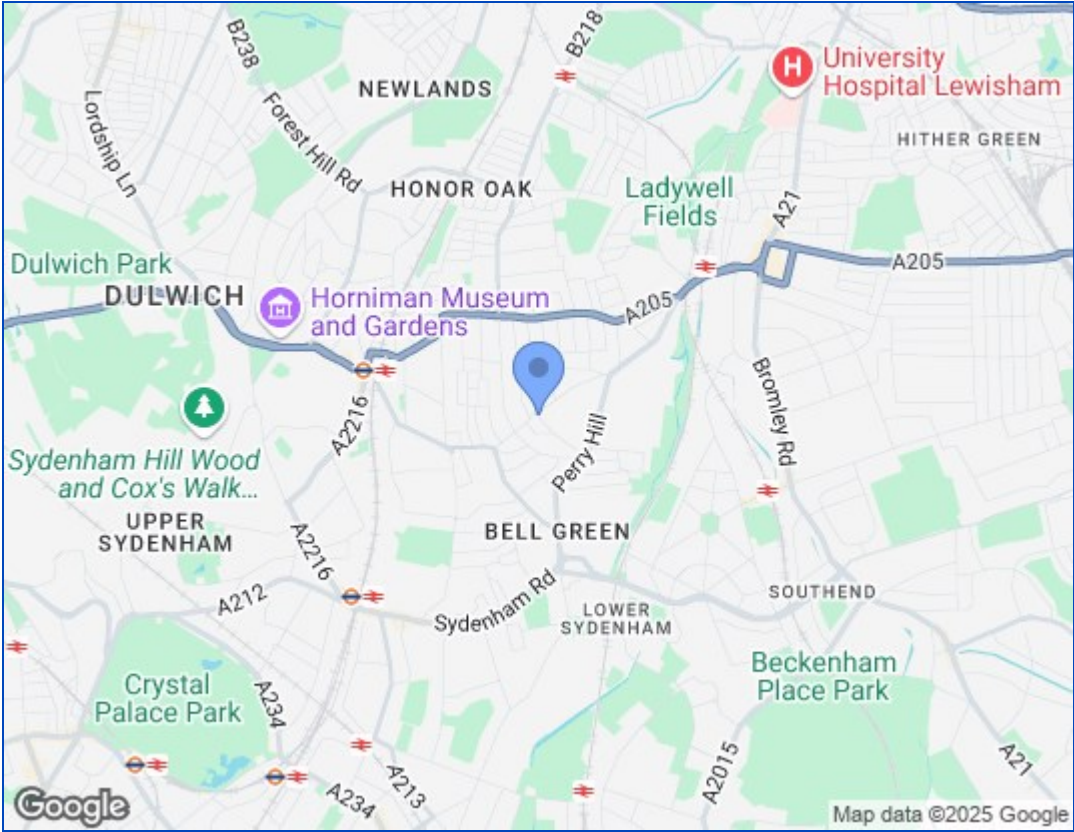 B238
B218
H
University
Hospital Lewisham
NEWLANDS
Lordship Ln
Forest Hill Rd
HITHER GREEN
HONOR OAK
Ladywell
Fields
A21
Dulwich Park
DULWICH
A205
Horniman Museum
and Gardens
A205
A2216
Perry Hill
Bromley Rd
Sydenham Hill Wood
and Cox's Walk...
UPPER
SYDENHAM
A2216
BELL GREEN
A212
Sydenham Rd
LOWER
SYDENHAM
SOUTHEND
Crystal
Palace Park
A234
Beckenham
Place Park
A213
A234
A2015
A21
Google
Map data ©2025 Google